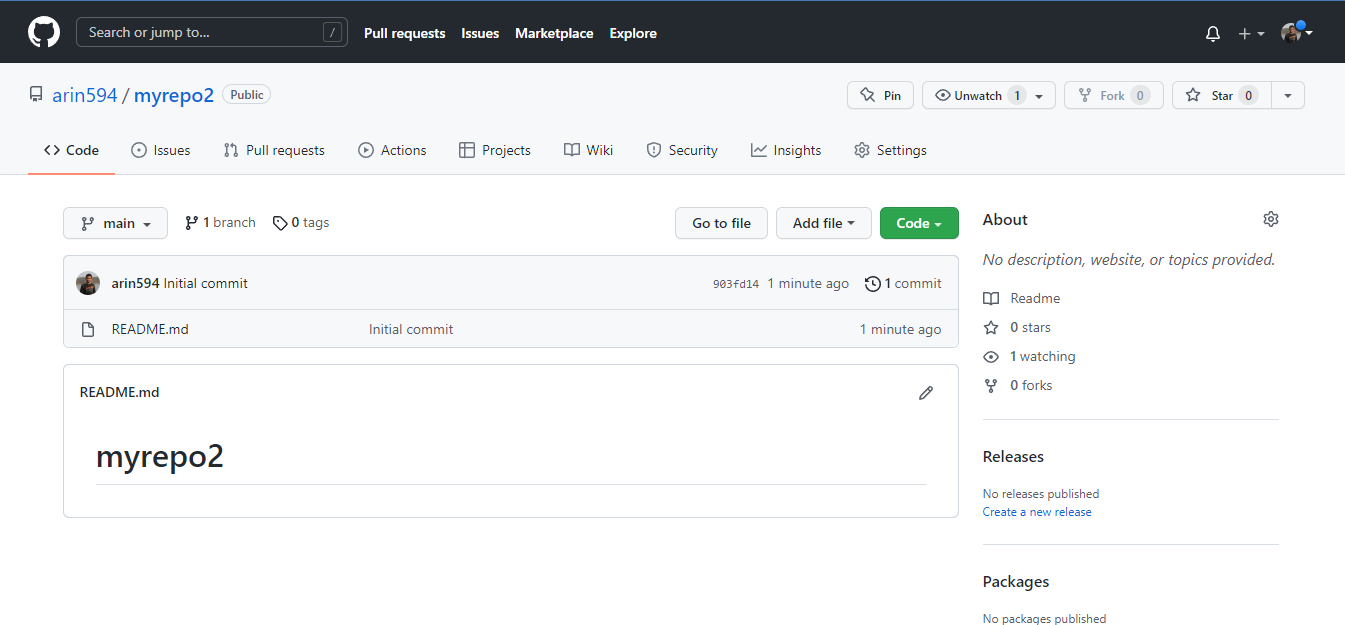 Search or jump to... /
Pull requests Issues Marketplace Explore
arin594 / myrepo2 Public
Pin Unwatch 1 Fork 0 Star 0
Code Issues Pull requests Actions Projects Wiki Security Insights Settings
main 1 branch 0 tags Go to file Add file Code
arin594 Initial commit 903fd14 1 minute ago 1 commit
README.md Initial commit 1 minute ago
README.md
myrepo2
About
No description, website, or topics provided.
Readme
0 stars
1 watching
0 forks
Releases
No releases published
Create a new release
Packages
No packages published